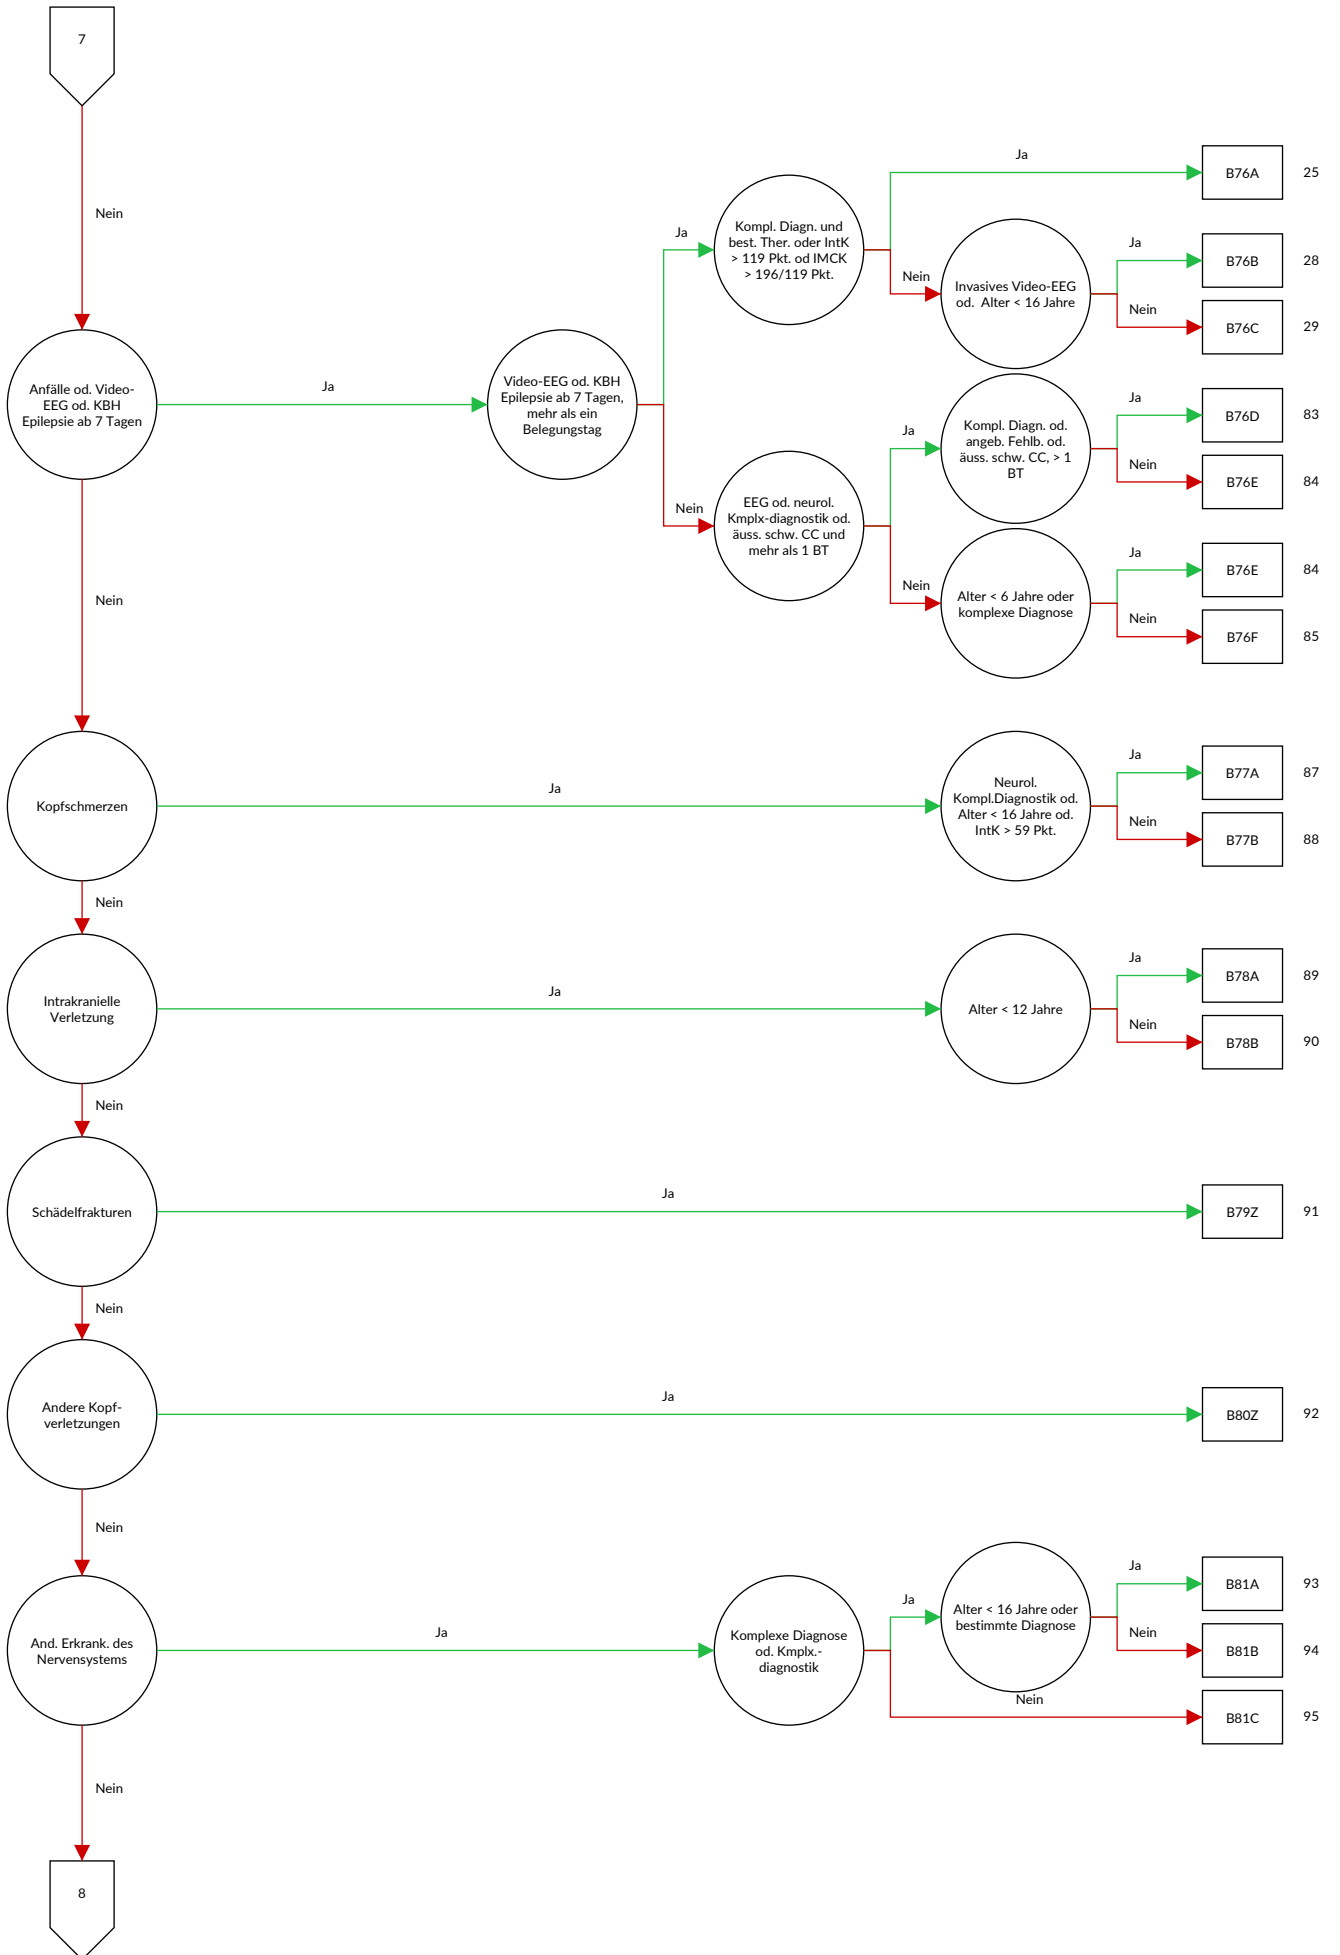 7
Nein
Anfälle od. Video-
EEG od. KBH
Epilepsie ab 7 Tagen
Ja
Video-EEG od. KBH
Epilepsie ab 7 Tagen,
mehr als ein
Belegungstag
Ja
Kompl. Diagn. und
best. Ther. oder IntK
> 119 Pkt. od IMCK
> 196/119 Pkt.
Ja
B76A
25
Nein
Invasives Video-EEG
od. Alter < 16 Jahre
Ja
B76B
28
Nein
B76C
29
Nein
EEG od. neurol.
Kmplx-diagnostik od.
äuss. schw. CC und
mehr als 1 BT
Ja
Kompl. Diagn. od.
angeb. Fehlb. od.
äuss. schw. CC, > 1
BT
Ja
B76D
83
Nein
B76E
84
Nein
Alter < 6 Jahre oder
komplexe Diagnose
Ja
B76E
84
Nein
B76F
85
Nein
Kopfschmerzen
Ja
Neurol.
Kompl.Diagnostik od.
Alter < 16 Jahre od.
IntK > 59 Pkt.
Ja
B77A
87
Nein
B77B
88
Nein
Intrakranielle
Verletzung
Ja
Alter < 12 Jahre
Ja
B78A
89
Nein
B78B
90
Nein
Schädelfrakturen
Ja
B79Z
91
Nein
Andere Kopf-
verletzungen
Ja
B80Z
92
Nein
And. Erkrank. des
Nervensystems
Ja
Komplexe Diagnose
od. Kmplx.-
diagnostik
Ja
Alter < 16 Jahre oder
bestimmte Diagnose
Ja
B81A
93
Nein
B81B
94
Nein
B81C
95
Nein
8